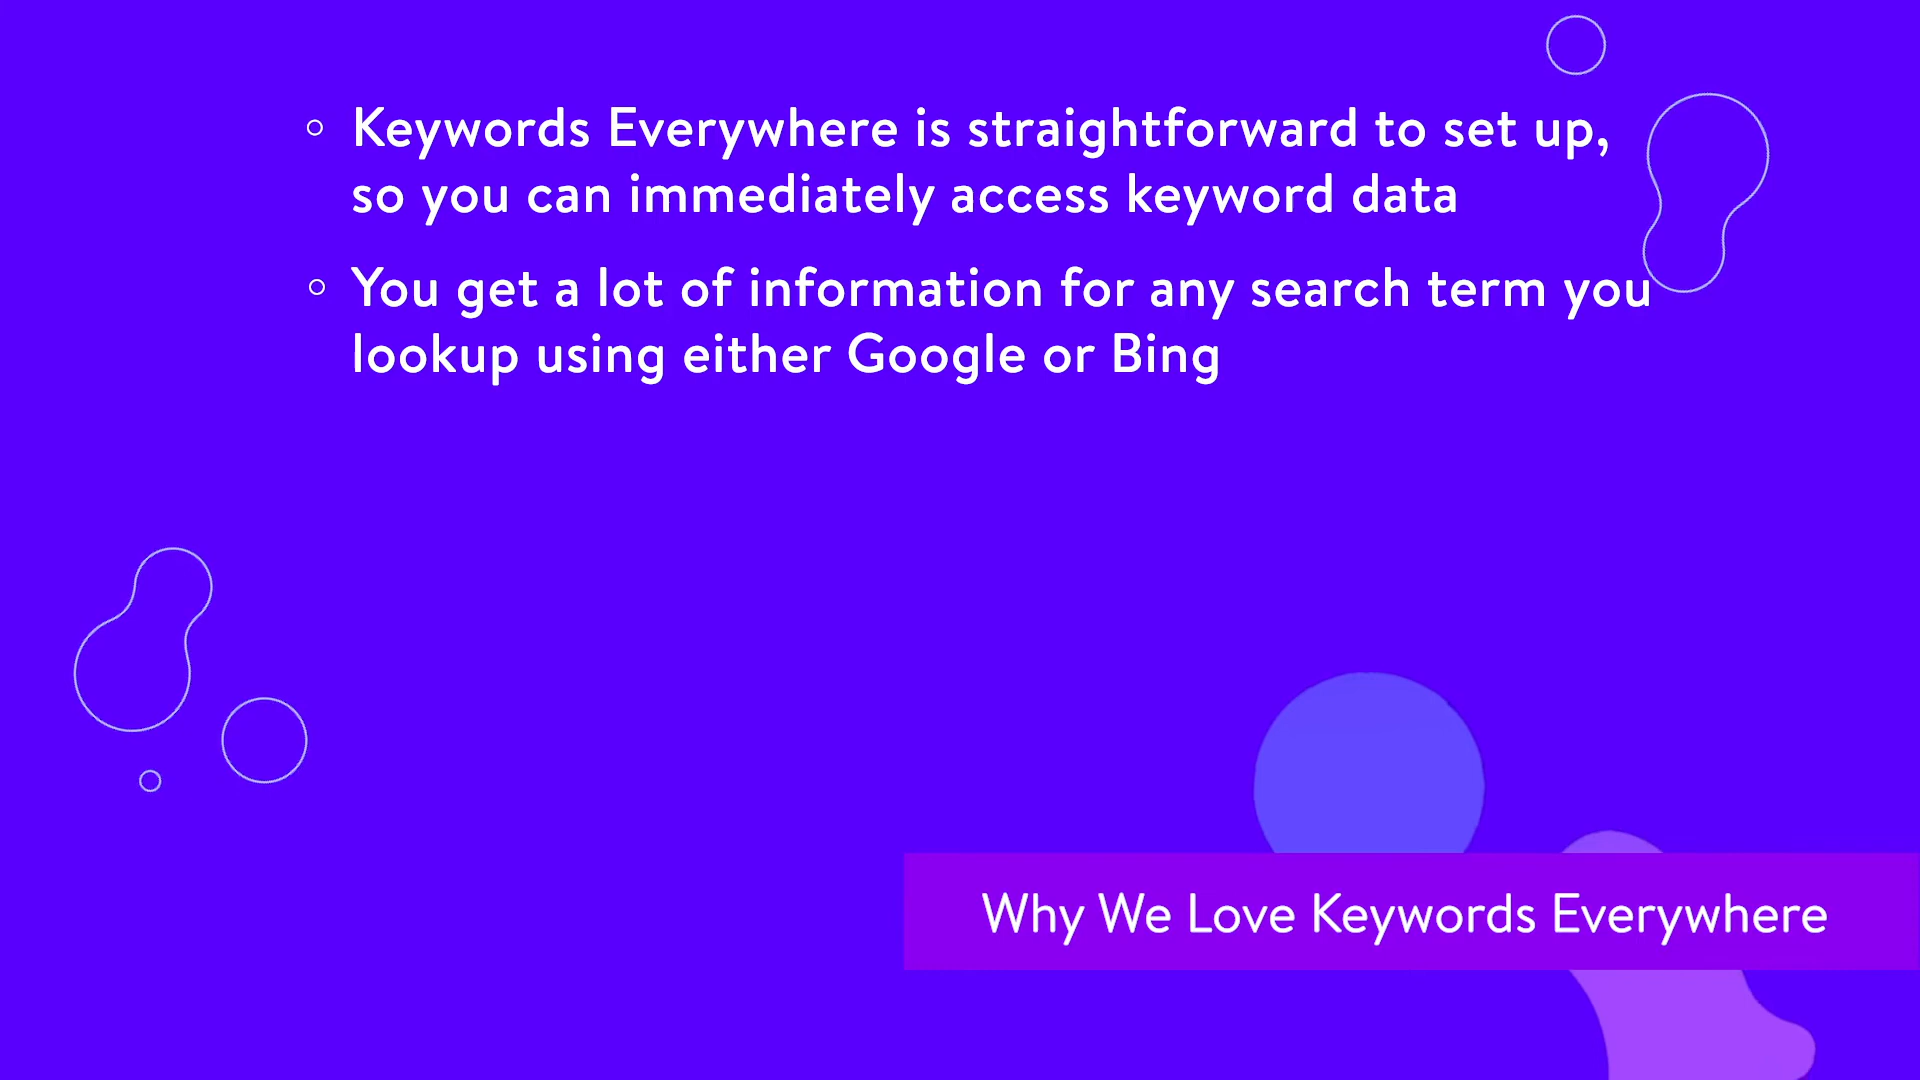 Keywords Everywhere is straightforward to set up,
so you can immediately access keyword data
You get a lot of information for any search term you
lookup using either Google or Bing
Why We Love Keywords Everywhere